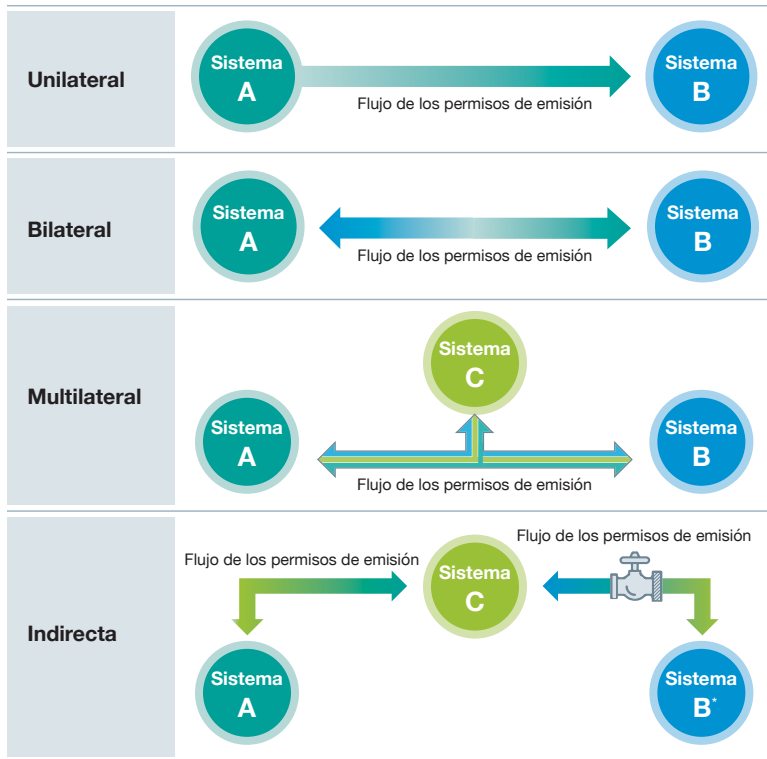 Unilateral
Sistema
A
Flujo de los permisos de emisión
Sistema
B
Bilateral
Sistema
A
Flujo de los permisos de emisión
Sistema
B
Multilateral
Sistema
C
Sistema
A
Flujo de los permisos de emisión
Sistema
B
Indirecta
Flujo de los permisos de emisión
Sistema
C
Flujo de los permisos de emisión
Sistema
A
Sistema
B*